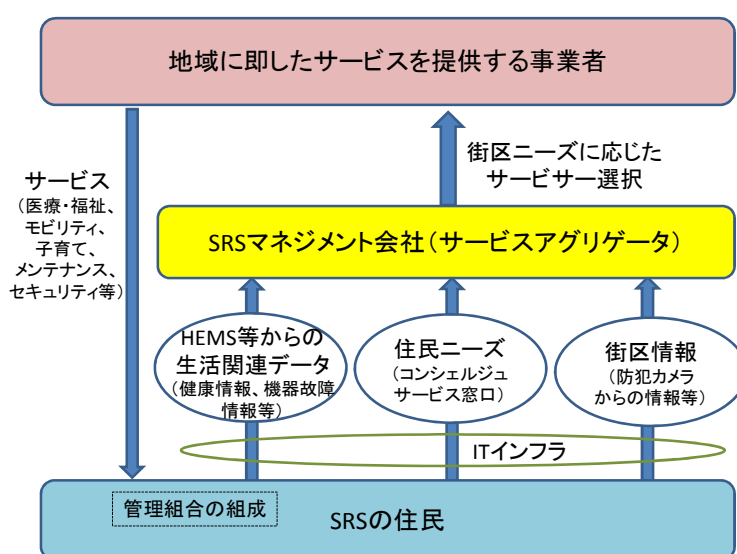 地域に即したサービスを提供する事業者
街区ニーズに応じた
サービサー選択
サービス
（医療・福祉、
モビリティ、
子育て、
メンテナンス、
セキュリティ等）
SRSマネジメント会社（サービスアグリゲータ）
HEMS等からの
生活関連データ
（健康情報、機器故障
情報等）
住民ニーズ
（コンシェルジュ
サービス窓口）
街区情報
（防犯カメラ
からの情報等）
ITインフラ
管理組合の組成
SRSの住民